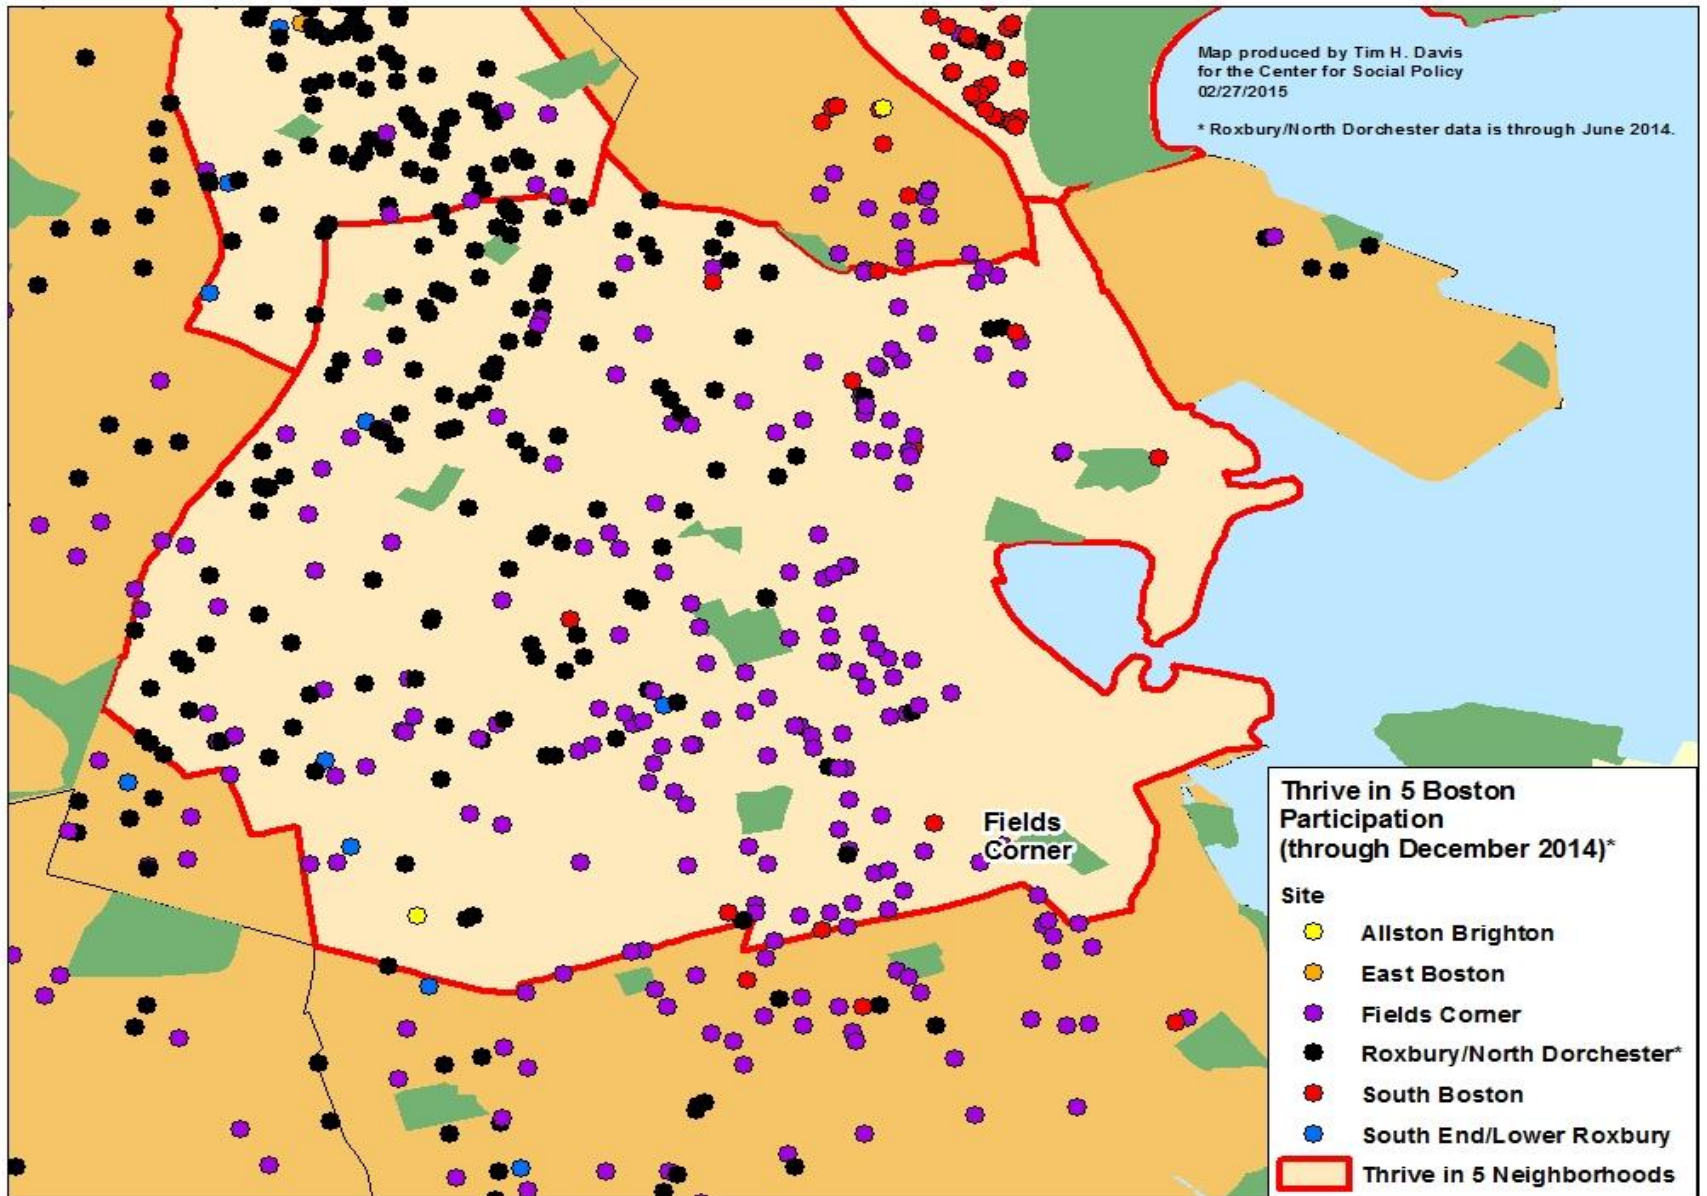 Map produced by Tim H. Davis
for the Center for Social Policy
02/27/2015
* Roxbury/North Dorchester data is through June 2014.
Fields
Corner
Thrive in 5 Boston
Participation
(through December 2014)*
Site
Allston Brighton
East Boston
Fields Corner
Roxbury/North Dorchester*
South Boston
South End/Lower Roxbury
Thrive in 5 Neighborhoods